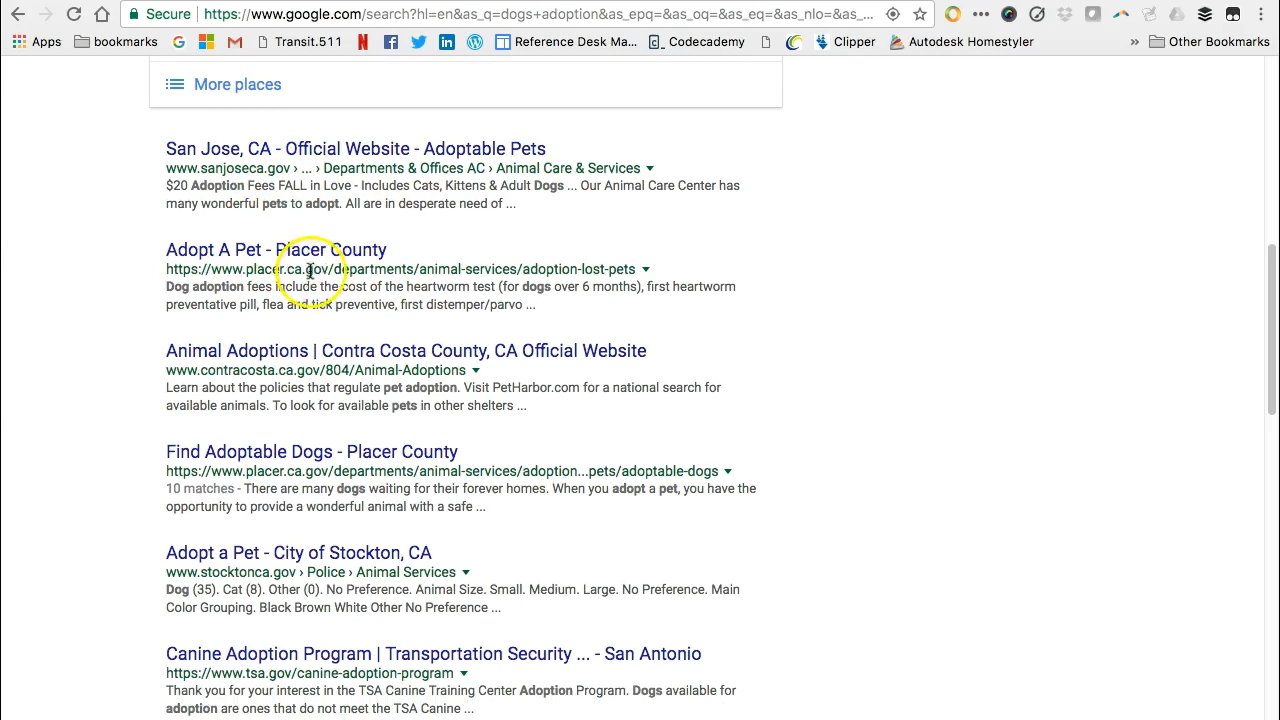 Secure https://www.google.com/search?hl=en&as_q=dogs+adoption&as_epq=&as_oq=&as_eq=&as_nlo=&as_...
Apps bookmarks Transit.511 Reference Desk Ma... Codecademy Clipper Autodesk Homestyler » Other Bookmarks
More places
San Jose, CA - Official Website - Adoptable Pets
www.sanjoseca.gov › ... › Departments & Offices AC › Animal Care & Services
$20 Adoption Fees FALL in Love - Includes Cats, Kittens & Adult Dogs ... Our Animal Care Center has
many wonderful pets to adopt. All are in desperate need of ...
Adopt A Pet - Placer County
https://www.placer.ca.gov/departments/animal-services/adoption-lost-pets
Dog adoption fees include the cost of the heartworm test (for dogs over 6 months), first heartworm
preventative pill, flea and tick preventive, first distemper/parvo ...
Animal Adoptions | Contra Costa County, CA Official Website
www.contracosta.ca.gov/804/Animal-Adoptions
Learn about the policies that regulate pet adoption. Visit PetHarbor.com for a national search for
available animals. To look for available pets in other shelters ...
Find Adoptable Dogs - Placer County
https://www.placer.ca.gov/departments/animal-services/adoption...pets/adoptable-dogs
10 matches - There are many dogs waiting for their forever homes. When you adopt a pet, you have the
opportunity to provide a wonderful animal with a safe ...
Adopt a Pet - City of Stockton, CA
www.stocktonca.gov › Police › Animal Services
Dog (35). Cat (8). Other (0). No Preference. Animal Size. Small. Medium. Large. No Preference. Main
Color Grouping. Black Brown White Other No Preference ...
Canine Adoption Program | Transportation Security ... - San Antonio
https://www.tsa.gov/canine-adoption-program
Thank you for your interest in the TSA Canine Training Center Adoption Program. Dogs available for
adoption are ones that do not meet the TSA Canine ...